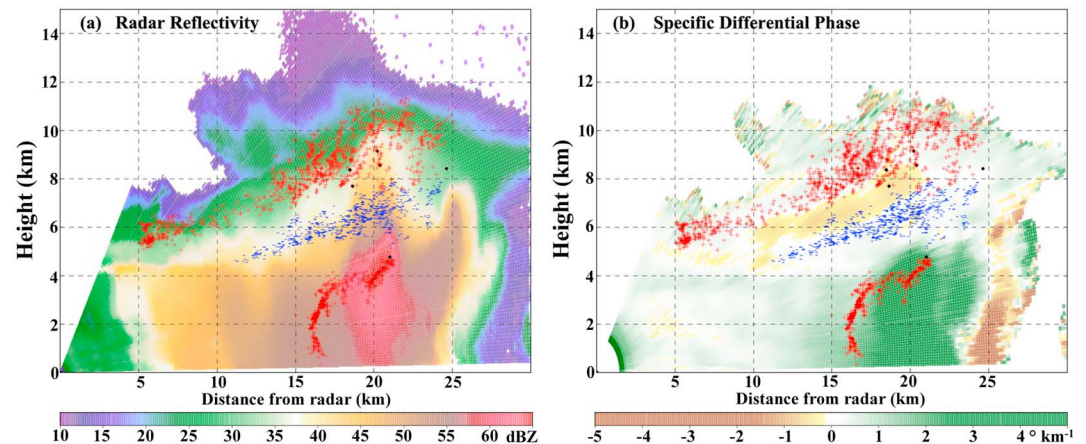 (a) Radar Reflectivity
14
12
10
8
6
4
2
0
Height (km)
5 10 15 20 25
Distance from radar (km)
10 15 20 25 30 35 40 45 50 55 60 dBZ
(b) Specific Differential Phase
14
12
10
8
6
4
2
0
Height (km)
5 10 15 20 25
Distance from radar (km)
-5 -4 -3 -2 -1 0 1 2 3 4 ° km-1